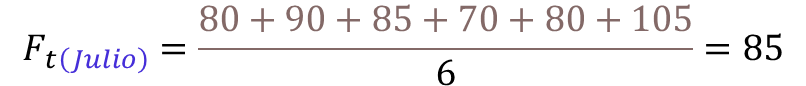 F_t(Julio) = (80 + 90 + 85 + 70 + 80 + 105) / 6 = 85